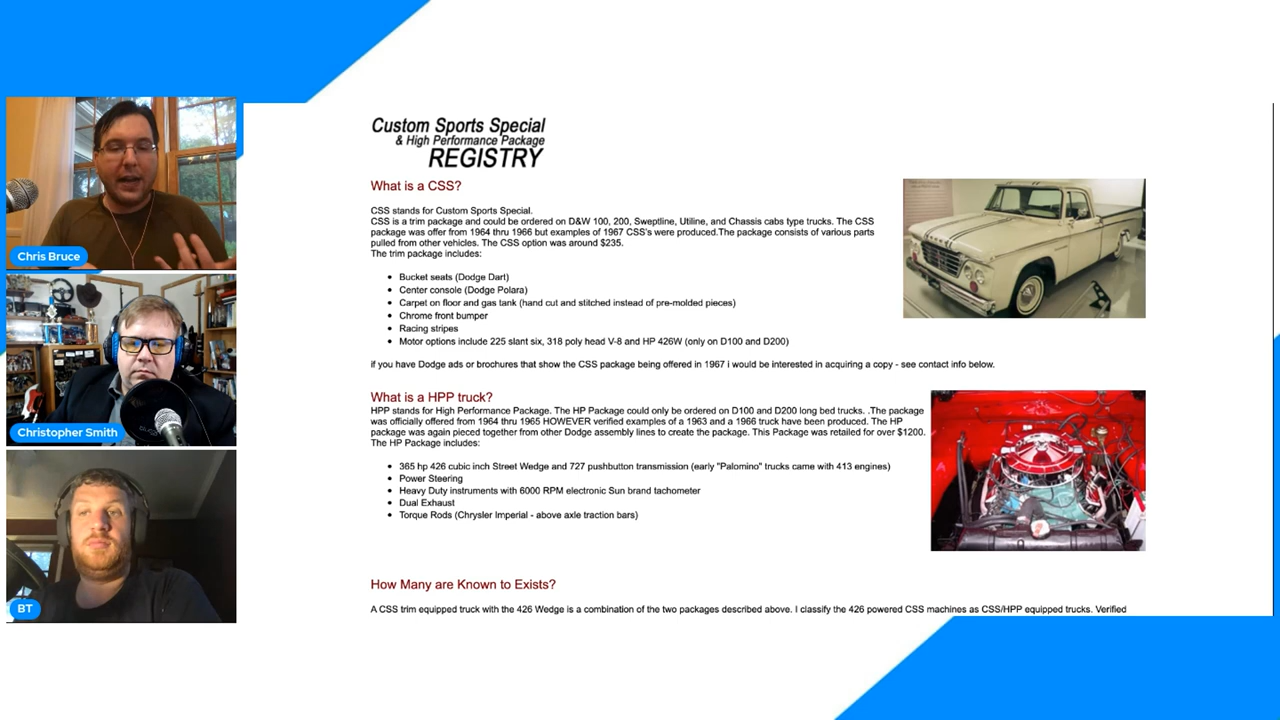 Chris Bruce
Christopher Smith
BT
Custom Sports Special
& High Performance Package
REGISTRY
What is a CSS?
CSS stands for Custom Sports Special.
CSS is a trim package and could be ordered on D&W 100, 200, Sweptline, Utiline, and Chassis cabs type trucks. The CSS
package was offer from 1964 thru 1966 but examples of 1967 CSS's were produced.The package consists of various parts
pulled from other vehicles. The CSS option was around $235.
The trim package includes:
• Bucket seats (Dodge Dart)
• Center console (Dodge Polara)
• Carpet on floor and gas tank (hand cut and stitched instead of pre-molded pieces)
• Chrome front bumper
• Racing stripes
• Motor options include 225 slant six, 318 poly head V-8 and HP 426W (only on D100 and D200)
if you have Dodge ads or brochures that show the CSS package being offered in 1967 i would be interested in acquiring a copy - see contact info below.
What is a HPP truck?
HPP stands for High Performance Package. The HP Package could only be ordered on D100 and D200 long bed trucks. .The package
was officially offered from 1964 thru 1965 HOWEVER verified examples of a 1963 and a 1966 truck have been produced. The HP
package was again pieced together from other Dodge assembly lines to create the package. This Package was retailed for over $1200.
The HP Package includes:
• 365 hp 426 cubic inch Street Wedge and 727 pushbutton transmission (early "Palomino" trucks came with 413 engines)
• Power Steering
• Heavy Duty instruments with 6000 RPM electronic Sun brand tachometer
• Dual Exhaust
• Torque Rods (Chrysler Imperial - above axle traction bars)
How Many are Known to Exists?
A CSS trim equipped truck with the 426 Wedge is a combination of the two packages described above. I classify the 426 powered CSS machines as CSS/HPP equipped trucks. Verified